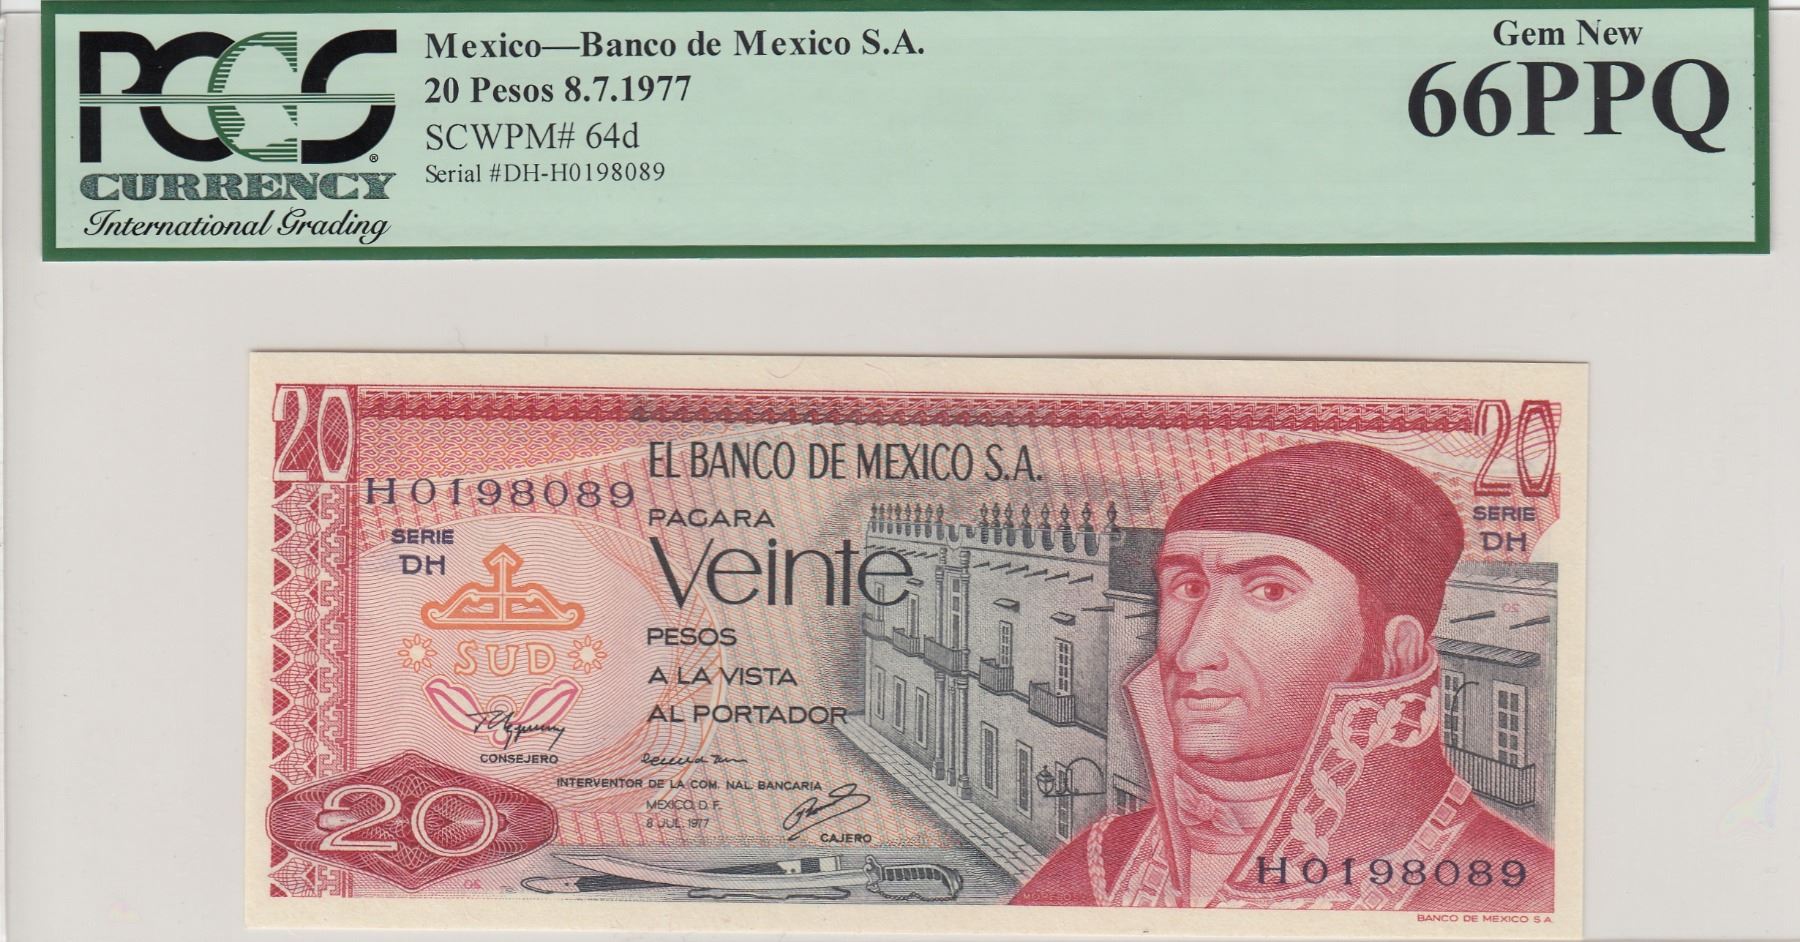 PCGS
CURRENCY
International Grading
Mexico—Banco de Mexico S.A.
20 Pesos 8.7.1977
SCWPM# 64d
Serial #DH-H0198089
Gem New
66PPQ
20
20
EL BANCO DE MEXICO S.A.
H0198089
PAGARA
SERIE
DH
SERIE
DH
Veinte
SUD
PESOS
A LA VISTA
AL PORTADOR
CONSEJERO
INTERVENTOR DE LA COM. NAL. BANCARIA
MEXICO, D. F.
8 JUL. 1977
CAJERO
20
H0198089
BANCO DE MEXICO S A